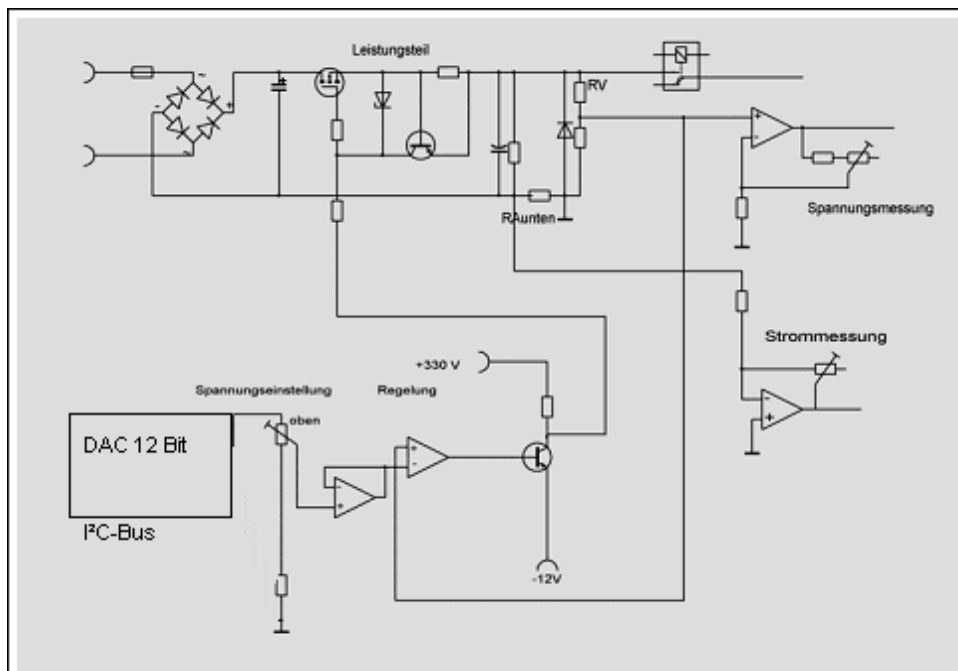 Leistungsteil
RV
RAunten
Spannungsmessung
Strommessung
+330 V
Spannungseinstellung
Regelung
oben
DAC 12 Bit
I²C-Bus
-12V